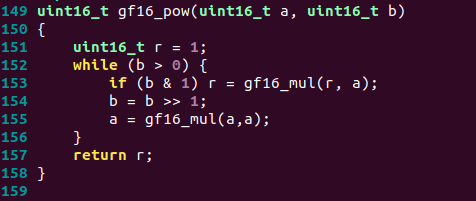 149 uint16_t gf16_pow(uint16_t a, uint16_t b)
150 {
151     uint16_t r = 1;
152     while (b > 0) {
153         if (b & 1) r = gf16_mul(r, a);
154         b = b >> 1;
155         a = gf16_mul(a,a);
156     }
157     return r;
158 }
159